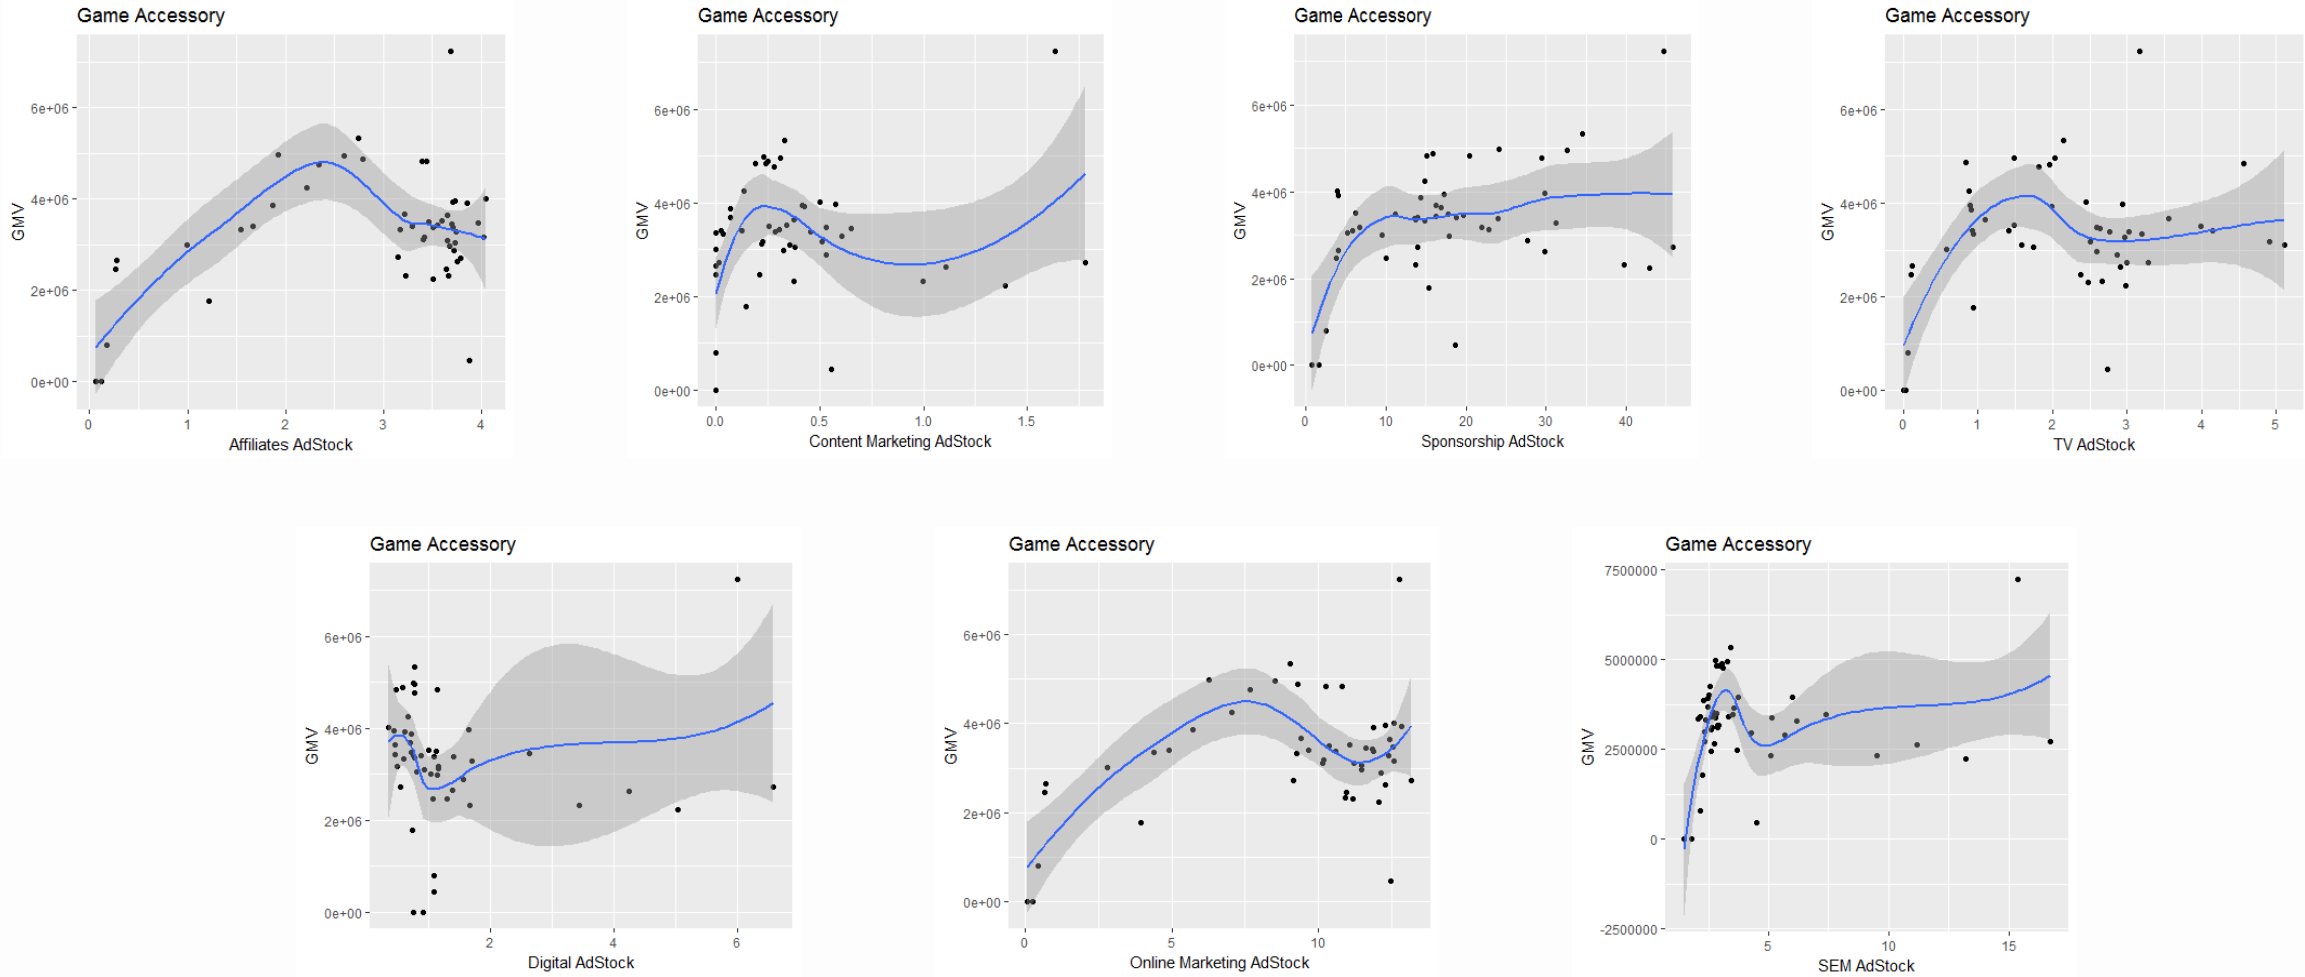 Game Accessory
6e+06
4e+06
2e+06
0e+00
GMV
0 1 2 3 4
Affiliates AdStock
Game Accessory
6e+06
4e+06
2e+06
0e+00
GMV
0.0 0.5 1.0 1.5
Content Marketing AdStock
Game Accessory
6e+06
4e+06
2e+06
0e+00
GMV
0 10 20 30 40
Sponsorship AdStock
Game Accessory
6e+06
4e+06
2e+06
0e+00
GMV
0 1 2 3 4 5
TV AdStock
Game Accessory
6e+06
4e+06
2e+06
0e+00
GMV
2 4 6
Digital AdStock
Game Accessory
6e+06
4e+06
2e+06
0e+00
GMV
0 5 10
Online Marketing AdStock
Game Accessory
7500000
5000000
2500000
0
-2500000
GMV
5 10 15
SEM AdStock